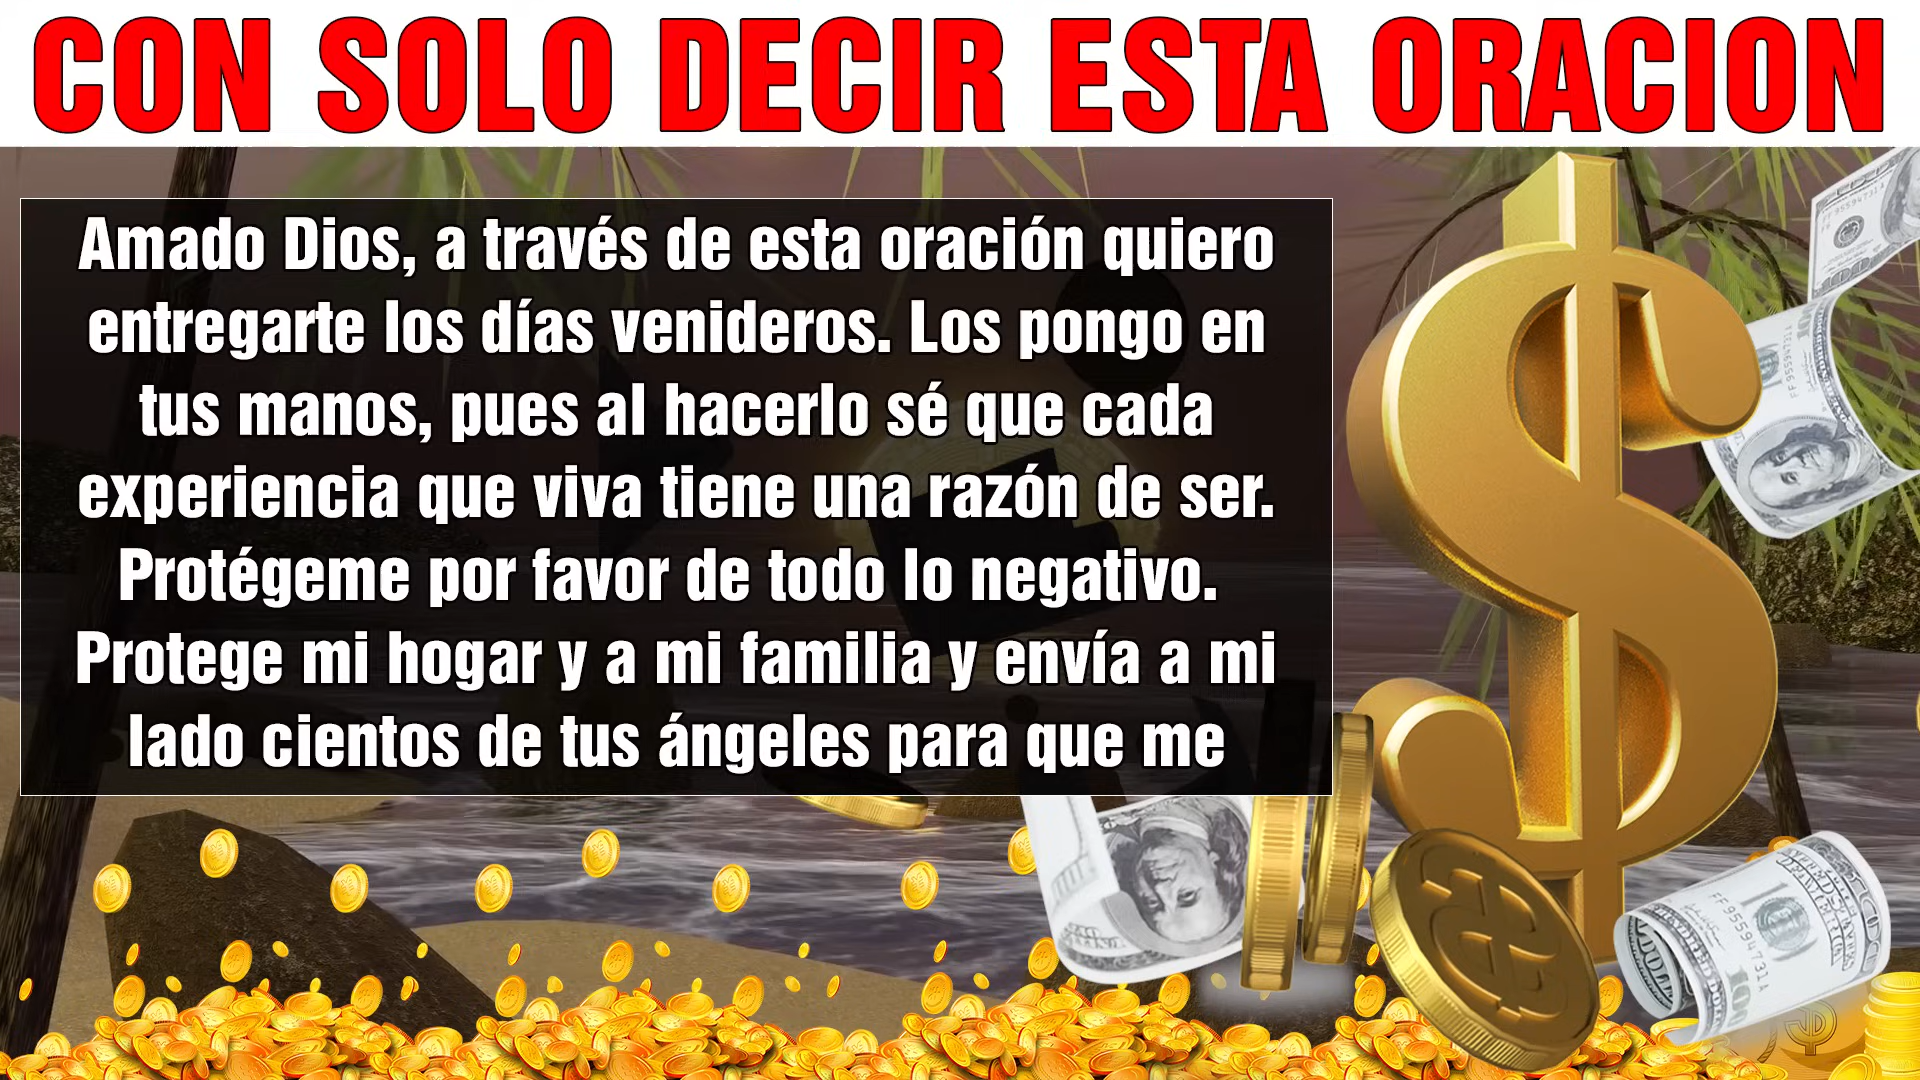 CON SOLO DECIR ESTA ORACION
Amado Dios, a través de esta oración quiero
entregarte los días venideros. Los pongo en
tus manos, pues al hacerlo sé que cada
experiencia que viva tiene una razón de ser.
Protégeme por favor de todo lo negativo.
Protege mi hogar y a mi familia y envía a mi
lado cientos de tus ángeles para que me